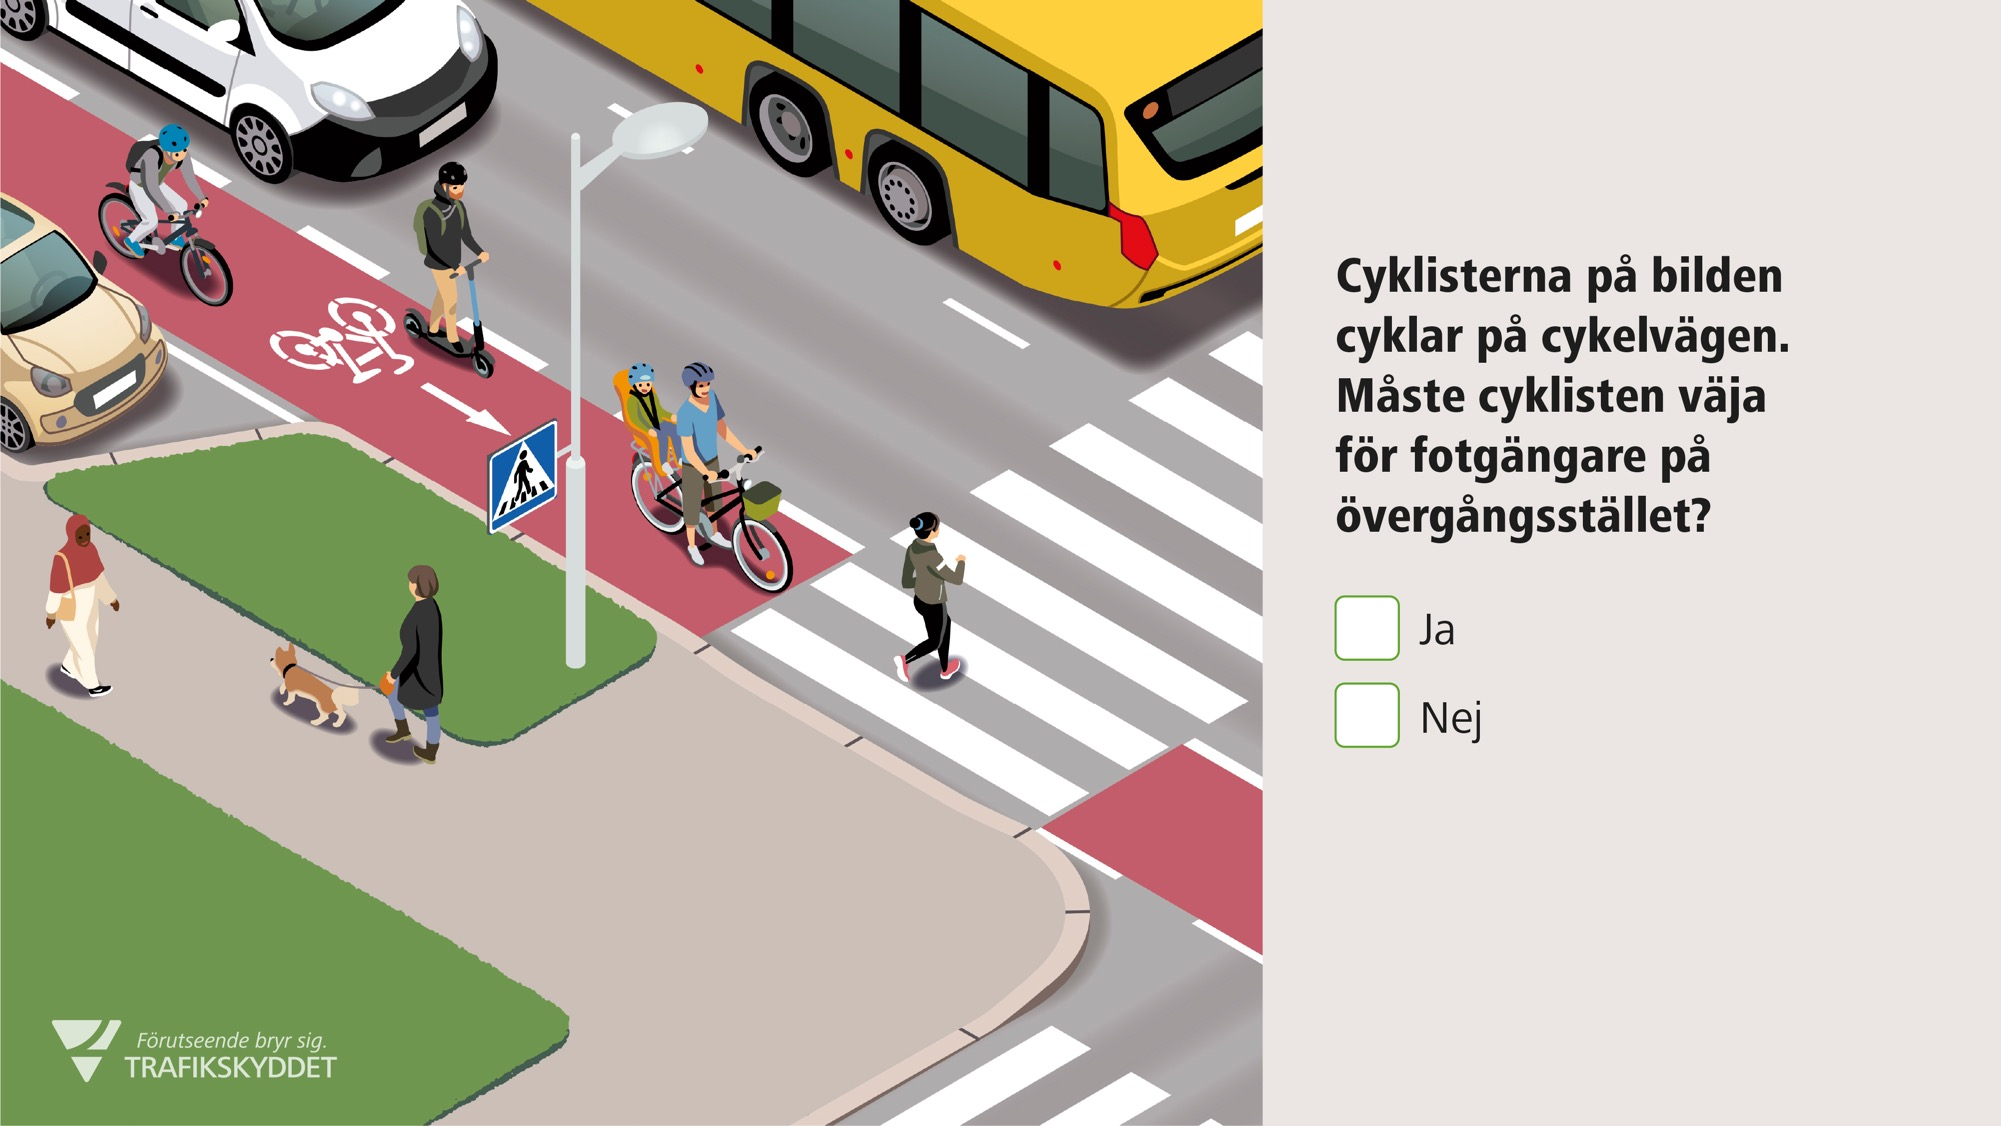 Cyklisterna på bilden
cyklar på cykelvägen.
Måste cyklisten väja
för fotgängare på
övergångsstället?
Ja
Nej
Förutseende bryr sig.
TRAFIKSKYDDET